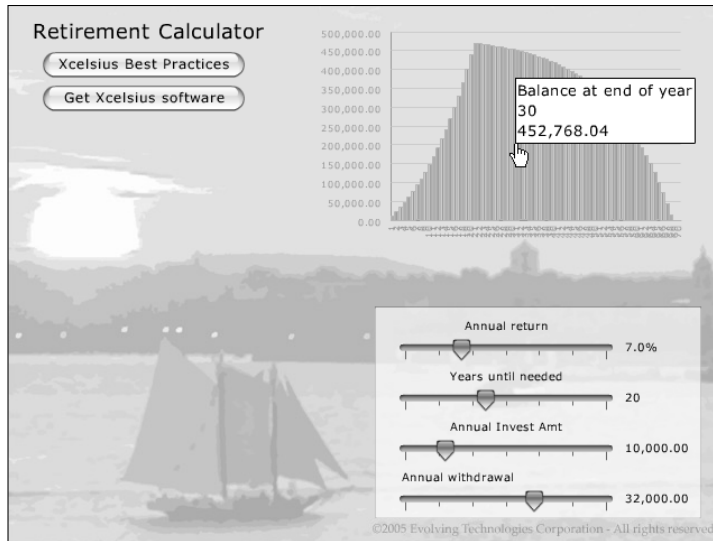 Retirement Calculator
Xcelsius Best Practices
Get Xcelsius software
500,000.00
450,000.00
400,000.00
350,000.00
300,000.00
250,000.00
200,000.00
150,000.00
100,000.00
50,000.00
0.00
Balance at end of year
30
452,768.04
Annual return
7.0%
Years until needed
20
Annual Invest Amt
10,000.00
Annual withdrawal
32,000.00
©2005 Evolving Technologies Corporation - All rights reserved